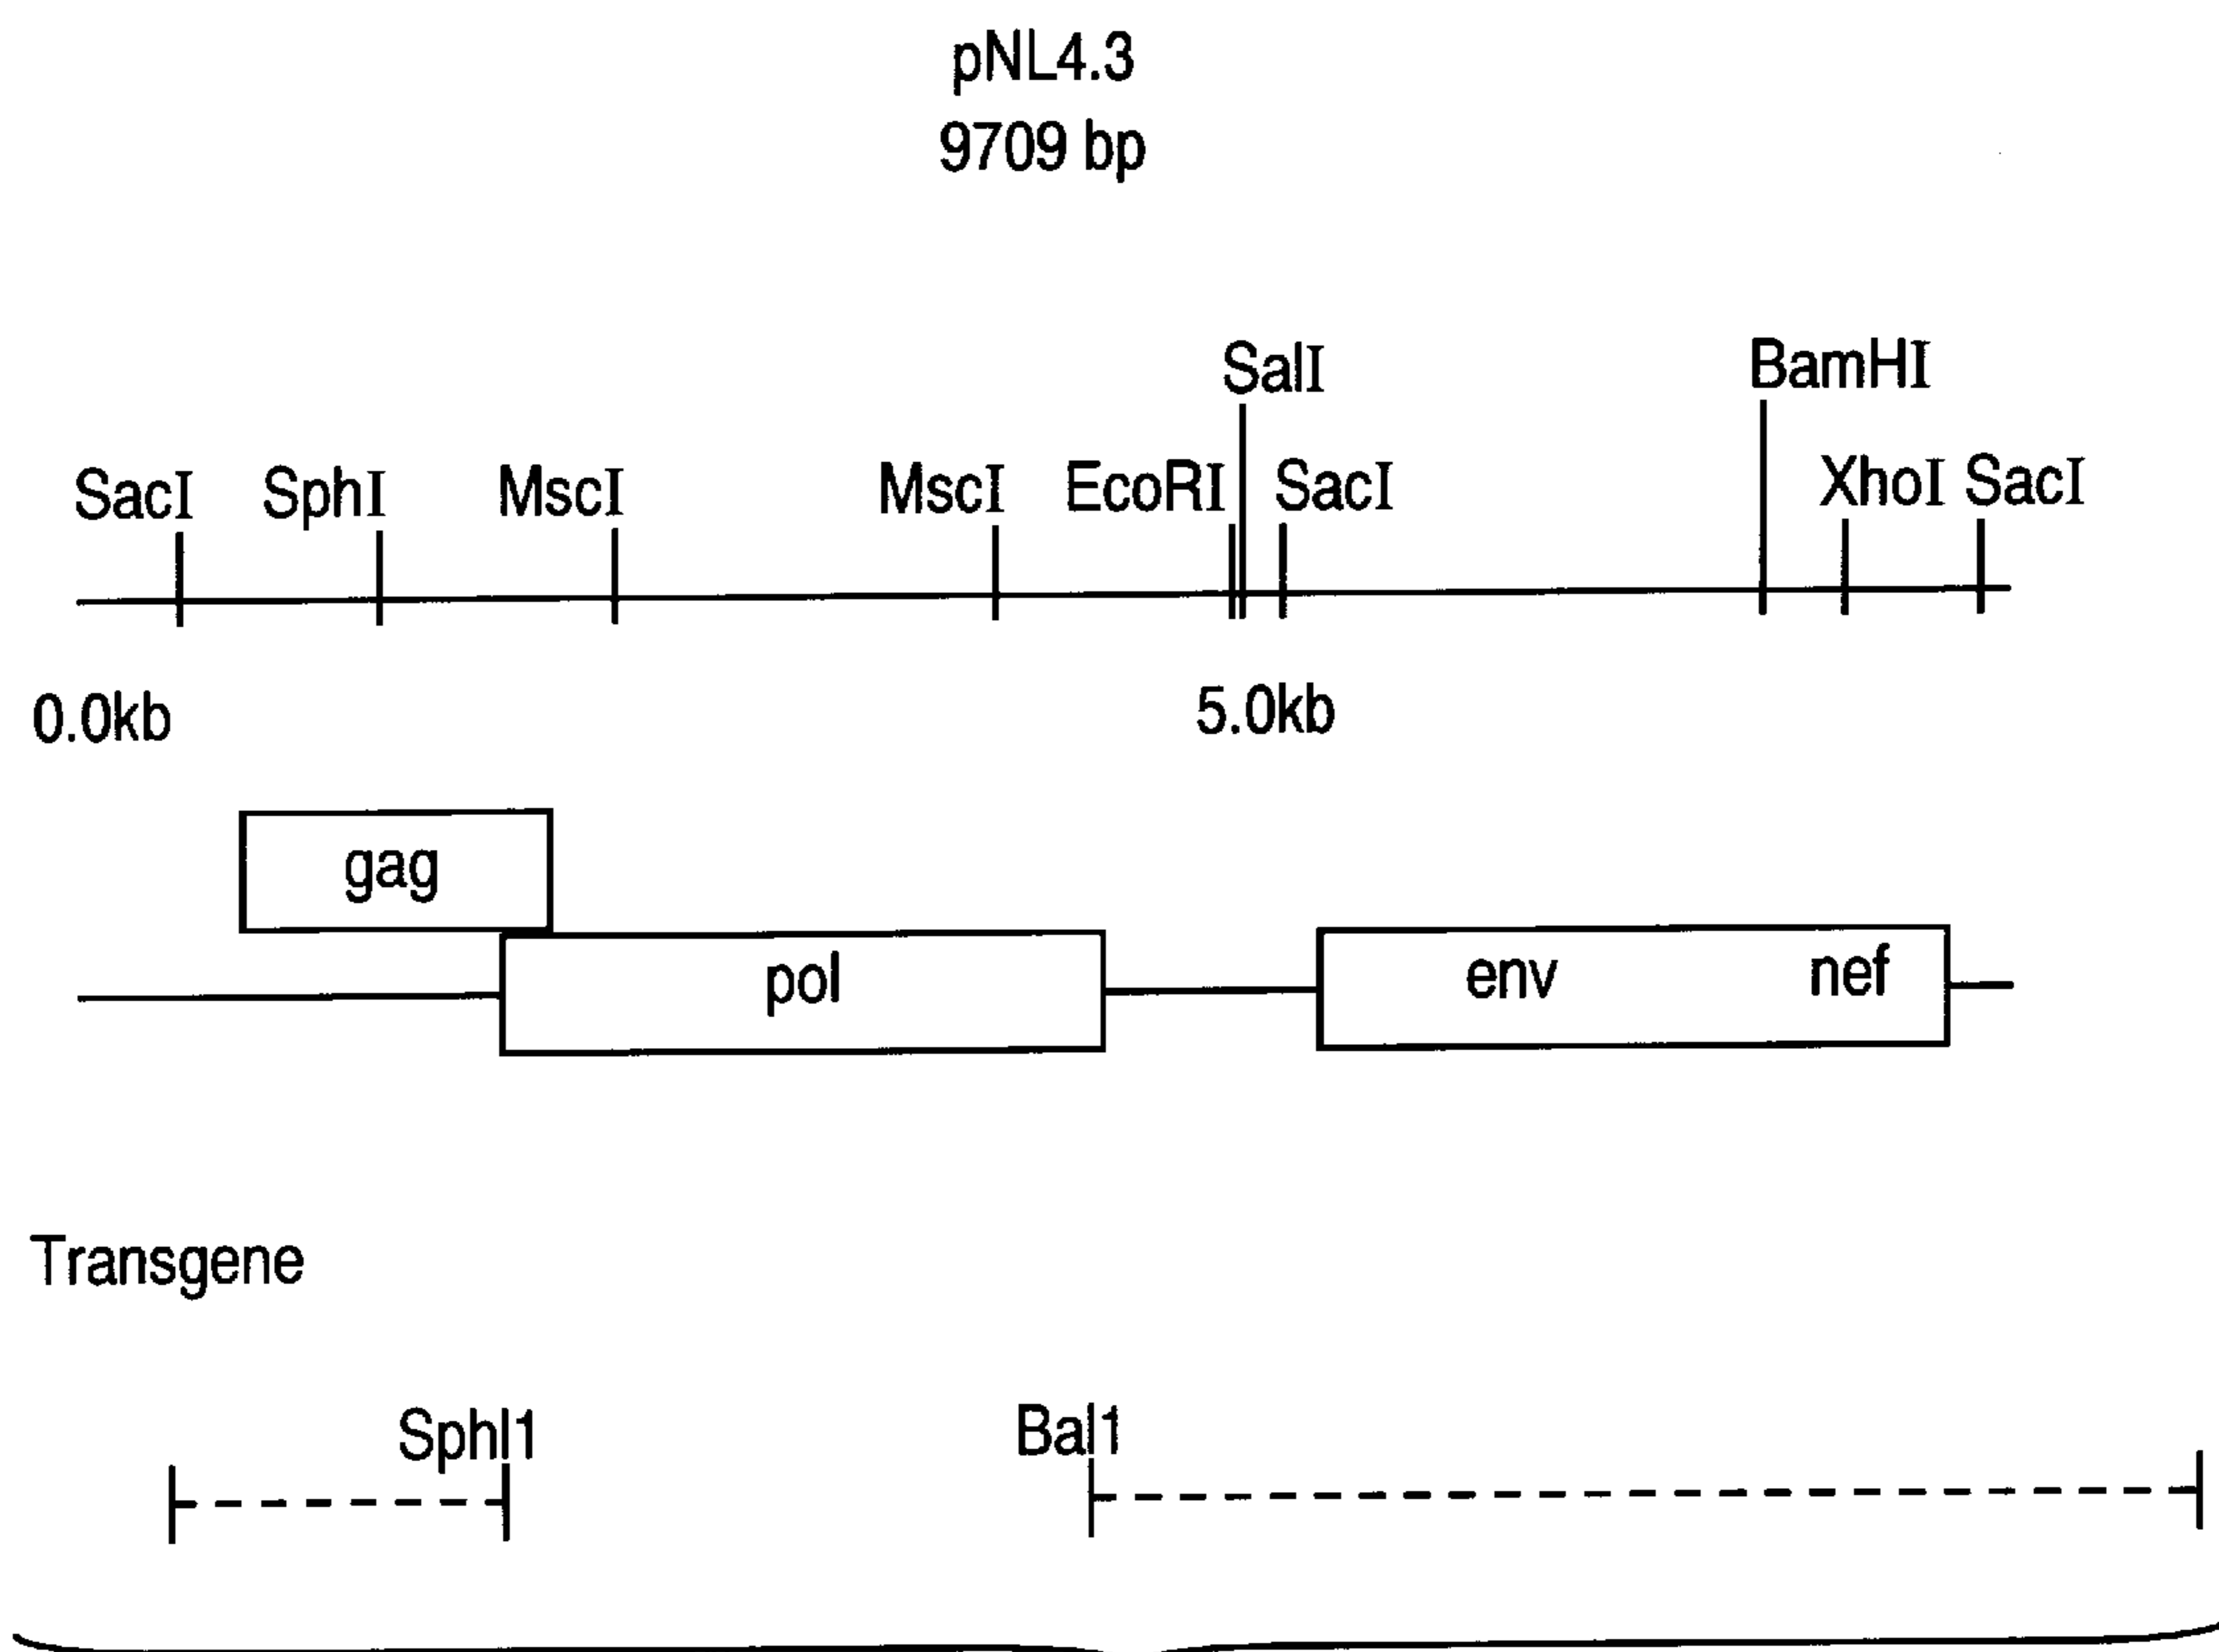 pNL4.3
9709 bp
SalI BamHI
SacI SphI MscI MscI EcoRI SacI XhoI SacI
0.0kb 5.0kb
gag
pol env nef
Transgene
SphI1 Bal1